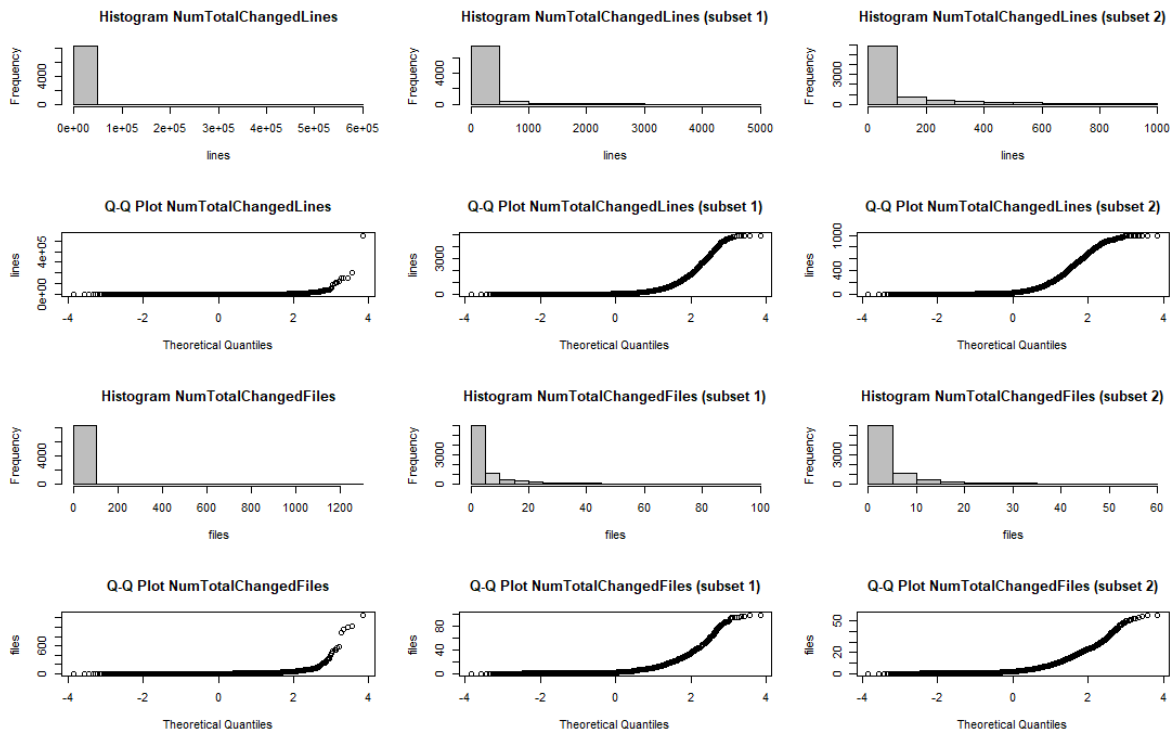 Histogram NumTotalChangedLines
Histogram NumTotalChangedLines (subset 1)
Histogram NumTotalChangedLines (subset 2)
Frequency
0 4000
0e+00 1e+05 2e+05 3e+05 4e+05 5e+05 6e+05
lines
Frequency
0 4000
0 1000 2000 3000 4000 5000
lines
Frequency
0 3000
0 200 400 600 800 1000
lines
Q-Q Plot NumTotalChangedLines
Q-Q Plot NumTotalChangedLines (subset 1)
Q-Q Plot NumTotalChangedLines (subset 2)
lines
0e+00 4e+05
-4 -2 0 2 4
Theoretical Quantiles
lines
0 3000
-4 -2 0 2 4
Theoretical Quantiles
lines
0 400 1000
-4 -2 0 2 4
Theoretical Quantiles
Histogram NumTotalChangedFiles
Histogram NumTotalChangedFiles (subset 1)
Histogram NumTotalChangedFiles (subset 2)
Frequency
0 4000
0 200 400 600 800 1000 1200
files
Frequency
0 3000
0 20 40 60 80 100
files
Frequency
0 3000
0 10 20 30 40 50 60
files
Q-Q Plot NumTotalChangedFiles
Q-Q Plot NumTotalChangedFiles (subset 1)
Q-Q Plot NumTotalChangedFiles (subset 2)
files
0 600
-4 -2 0 2 4
Theoretical Quantiles
files
0 40 80
-4 -2 0 2 4
Theoretical Quantiles
files
0 20 50
-4 -2 0 2 4
Theoretical Quantiles